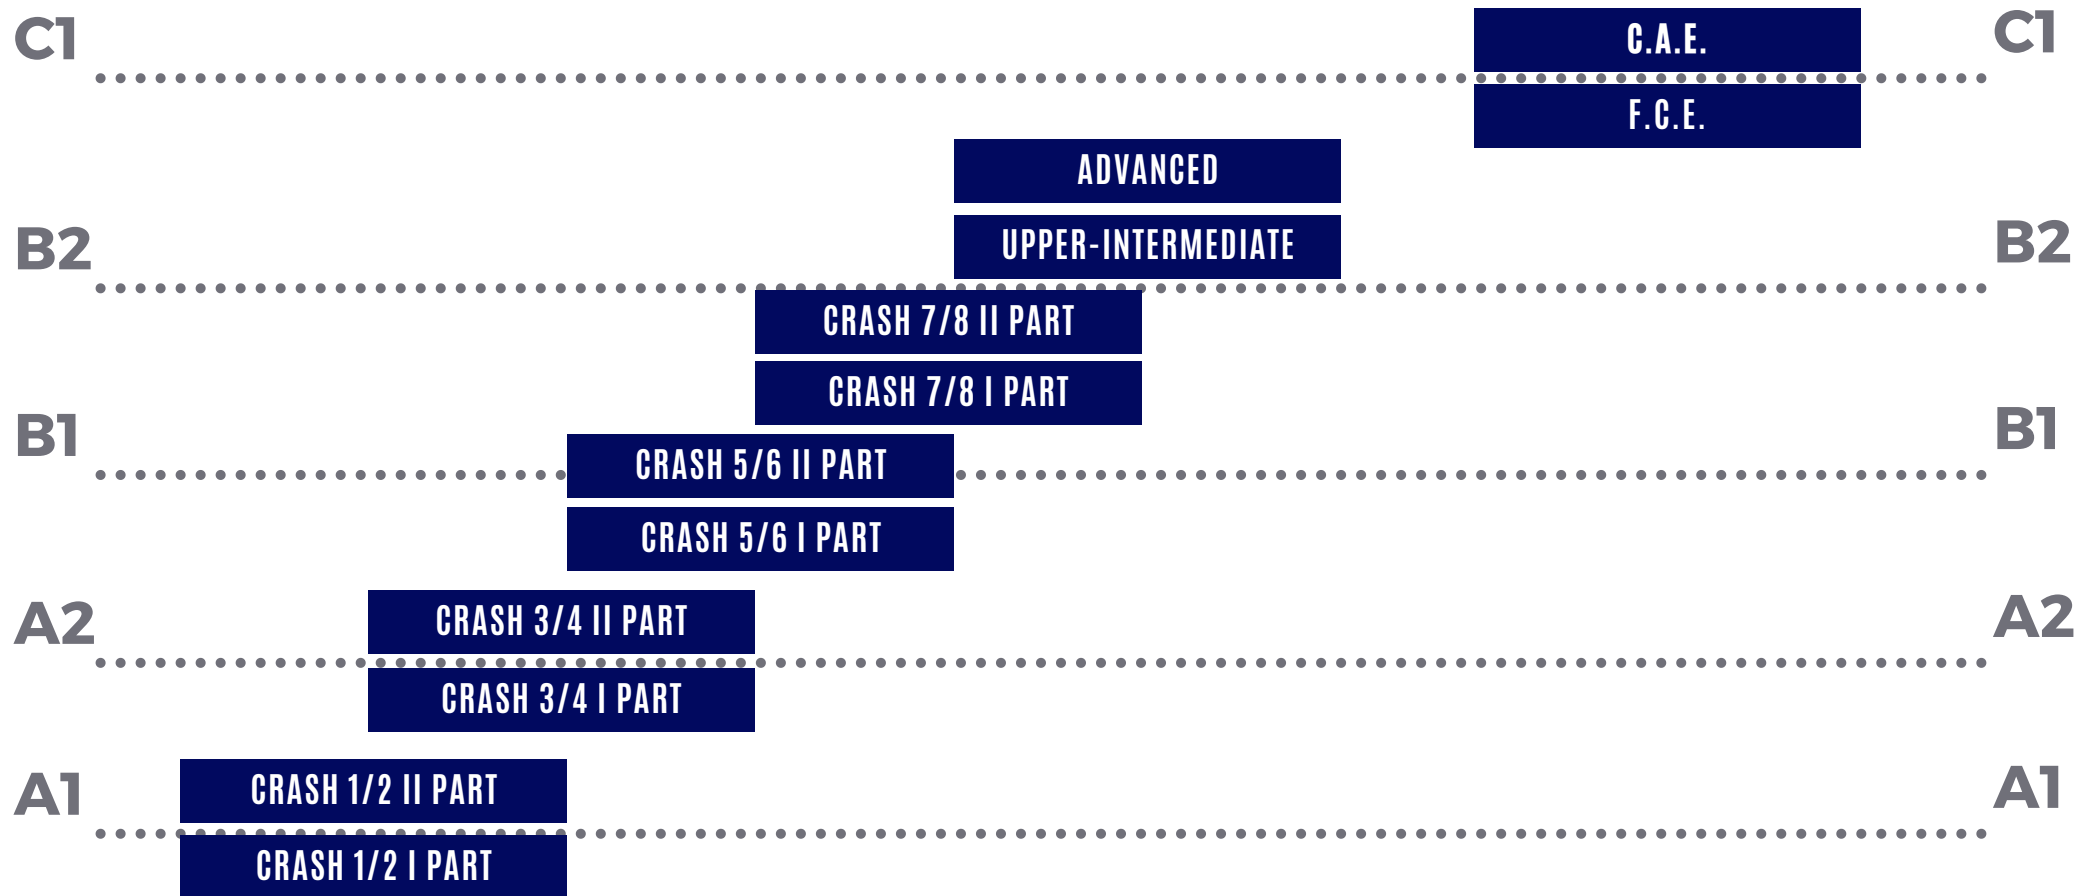 C1
C.A.E.
C1
F.C.E.
ADVANCED
B2
UPPER-INTERMEDIATE
B2
CRASH 7/8 II PART
CRASH 7/8 I PART
B1
B1
CRASH 5/6 II PART
CRASH 5/6 I PART
A2
CRASH 3/4 II PART
A2
CRASH 3/4 I PART
A1
CRASH 1/2 II PART
A1
CRASH 1/2 I PART